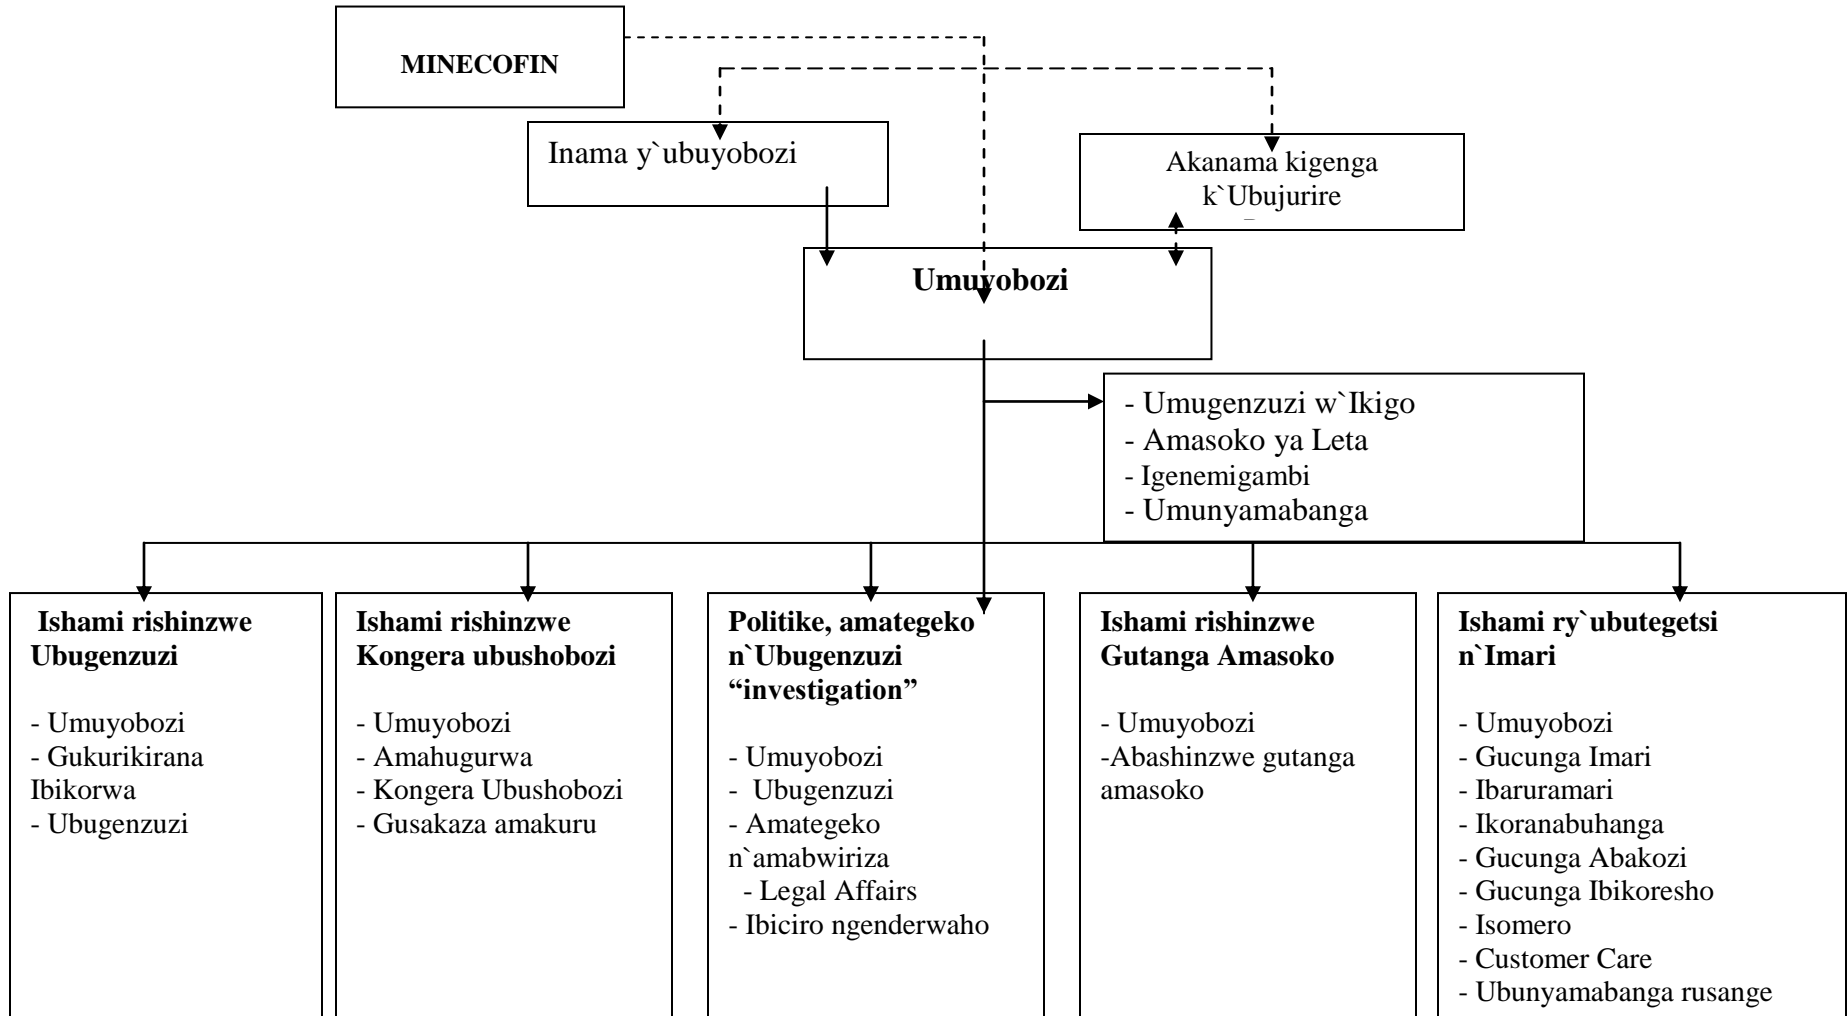 MINECOFIN
Inama y`ubuyobozi
Akanama kigenga
k`Ubujurire
Umuyobozi
- Umugenzuzi w`Ikigo
- Amasoko ya Leta
- Igenemigambi
- Umunyamabanga
Ishami rishinzwe
Ubugenzuzi
- Umuyobozi
- Gukurikirana
Ibikorwa
- Ubugenzuzi
Ishami rishinzwe
Kongera ubushobozi
- Umuyobozi
- Amahugurwa
- Kongera Ubushobozi
- Gusakaza amakuru
Politike, amategeko
n`Ubugenzuzi
“investigation”
- Umuyobozi
- Ubugenzuzi
- Amategeko
n`amabwiriza
- Legal Affairs
- Ibiciro ngenderwaho
Ishami rishinzwe
Gutanga Amasoko
- Umuyobozi
-Abashinzwe gutanga
amasoko
Ishami ry`ubutegetsi
n`Imari
- Umuyobozi
- Gucunga Imari
- Ibaruramari
- Ikoranabuhanga
- Gucunga Abakozi
- Gucunga Ibikoresho
- Isomero
- Customer Care
- Ubunyamabanga rusange